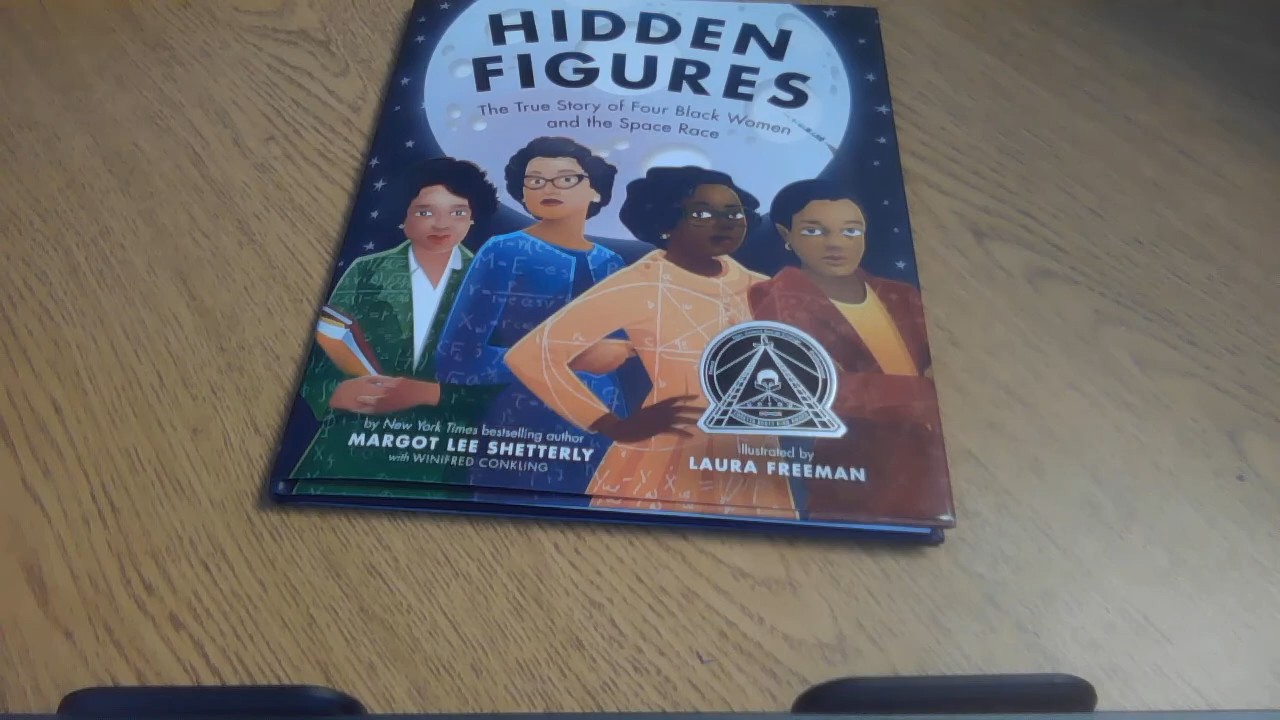 HIDDEN
FIGURES
The True Story of Four Black Women
and the Space Race
by New York Times bestselling author
MARGOT LEE SHETTERLY
with WINIFRED CONKLING
illustrated by
LAURA FREEMAN